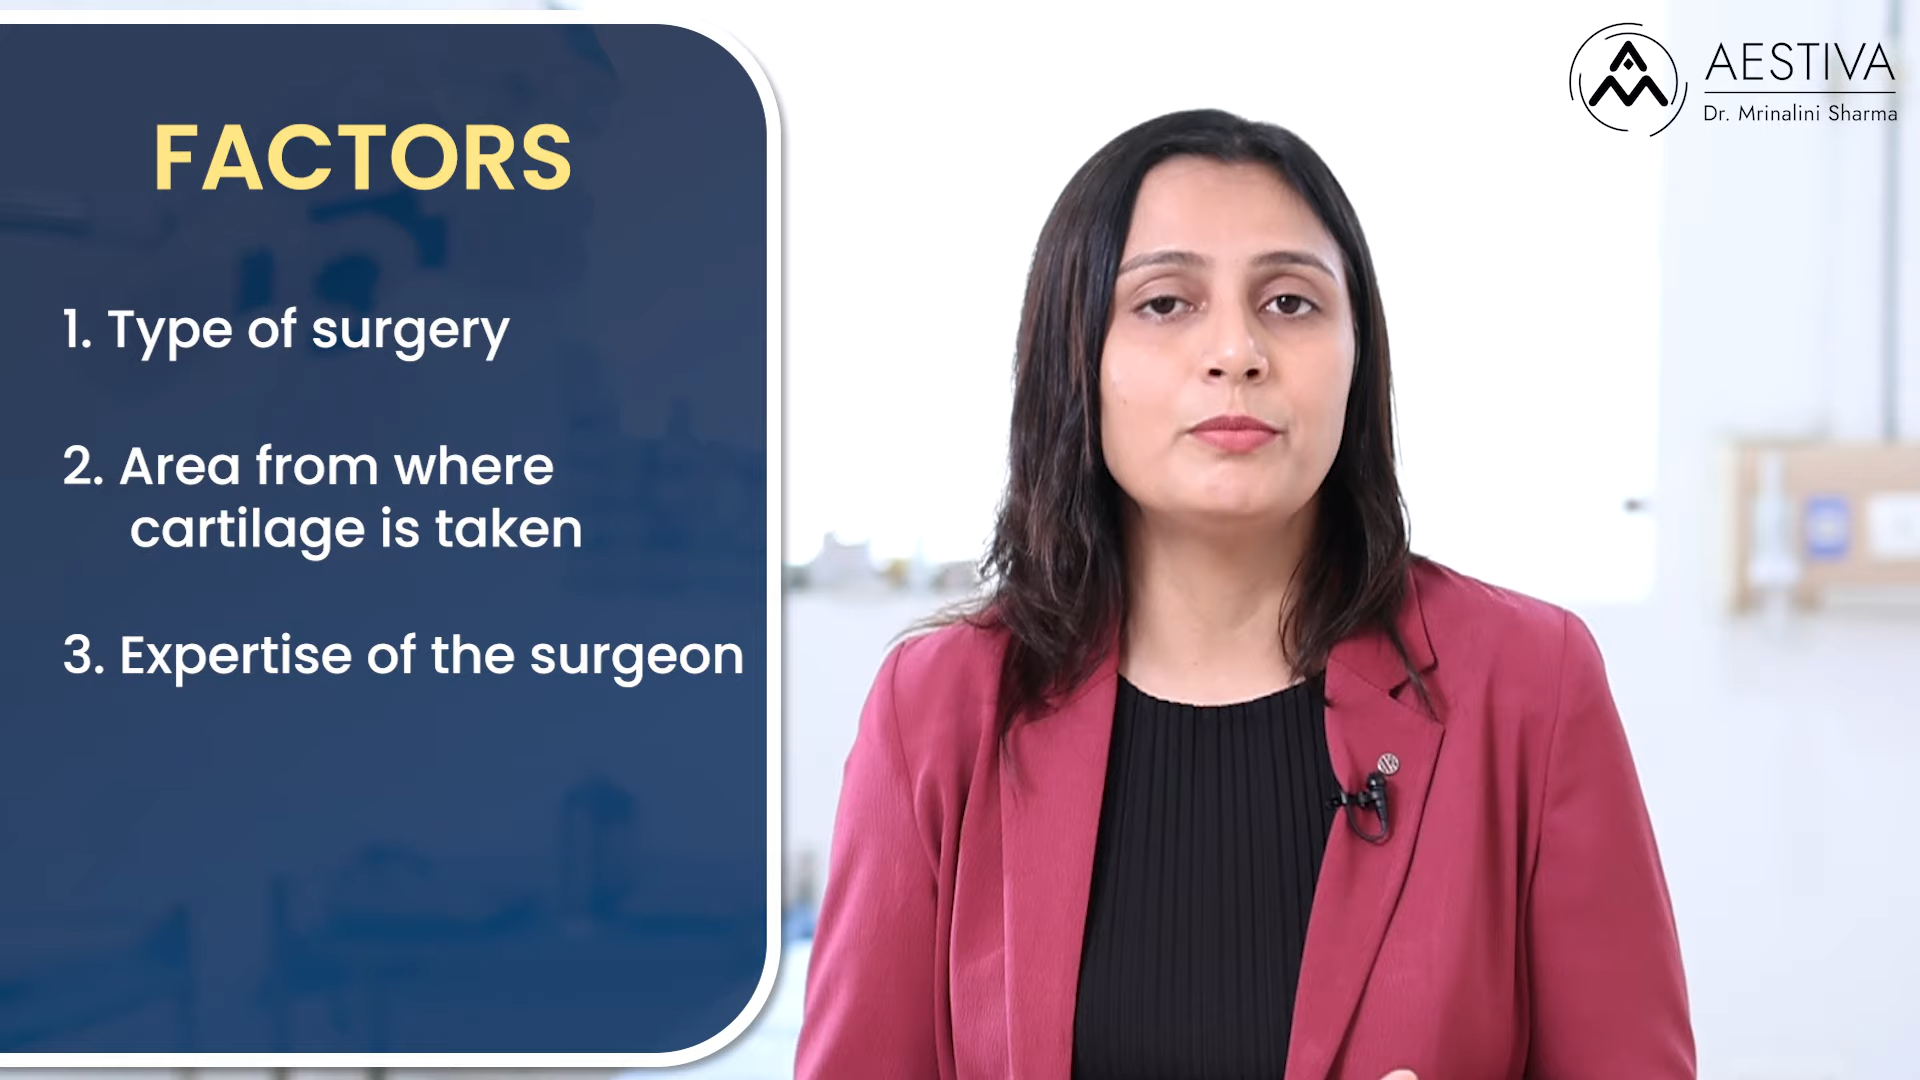 FACTORS
1. Type of surgery
2. Area from where
cartilage is taken
3. Expertise of the surgeon
AESTIVA
Dr. Mrinalini Sharma